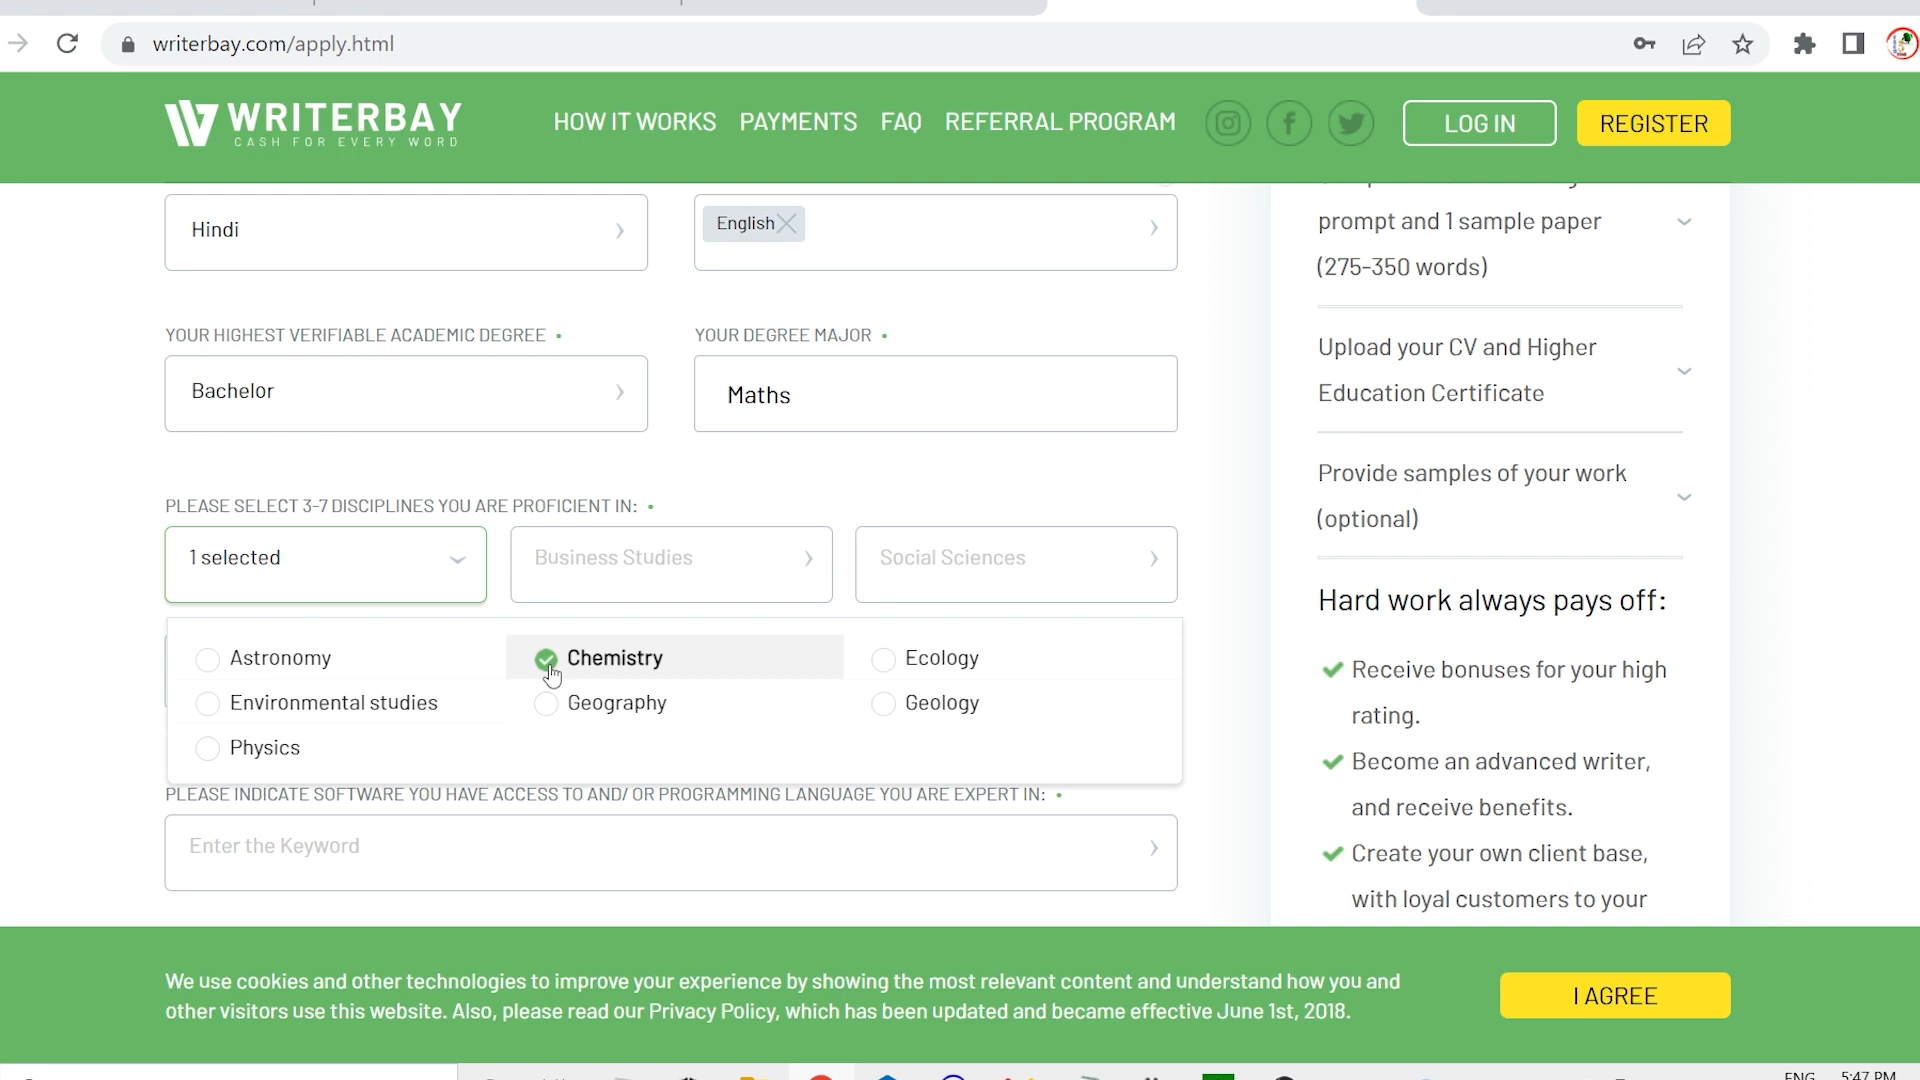 writerbay.com/apply.html
WRITERBAY
CASH FOR EVERY WORD
HOW IT WORKS PAYMENTS FAQ REFERRAL PROGRAM
LOG IN
REGISTER
Hindi
English
YOUR HIGHEST VERIFIABLE ACADEMIC DEGREE
YOUR DEGREE MAJOR
Bachelor
Maths
PLEASE SELECT 3-7 DISCIPLINES YOU ARE PROFICIENT IN:
1 selected
Business Studies
Social Sciences
Astronomy
Chemistry
Ecology
Environmental studies
Geography
Geology
Physics
PLEASE INDICATE SOFTWARE YOU HAVE ACCESS TO AND/ OR PROGRAMMING LANGUAGE YOU ARE EXPERT IN:
Enter the Keyword
prompt and 1 sample paper
(275-350 words)
Upload your CV and Higher
Education Certificate
Provide samples of your work
(optional)
Hard work always pays off:
Receive bonuses for your high
rating.
Become an advanced writer,
and receive benefits.
Create your own client base,
with loyal customers to your
We use cookies and other technologies to improve your experience by showing the most relevant content and understand how you and
other visitors use this website. Also, please read our Privacy Policy, which has been updated and became effective June 1st, 2018.
I AGREE
ENG
5:47 PM